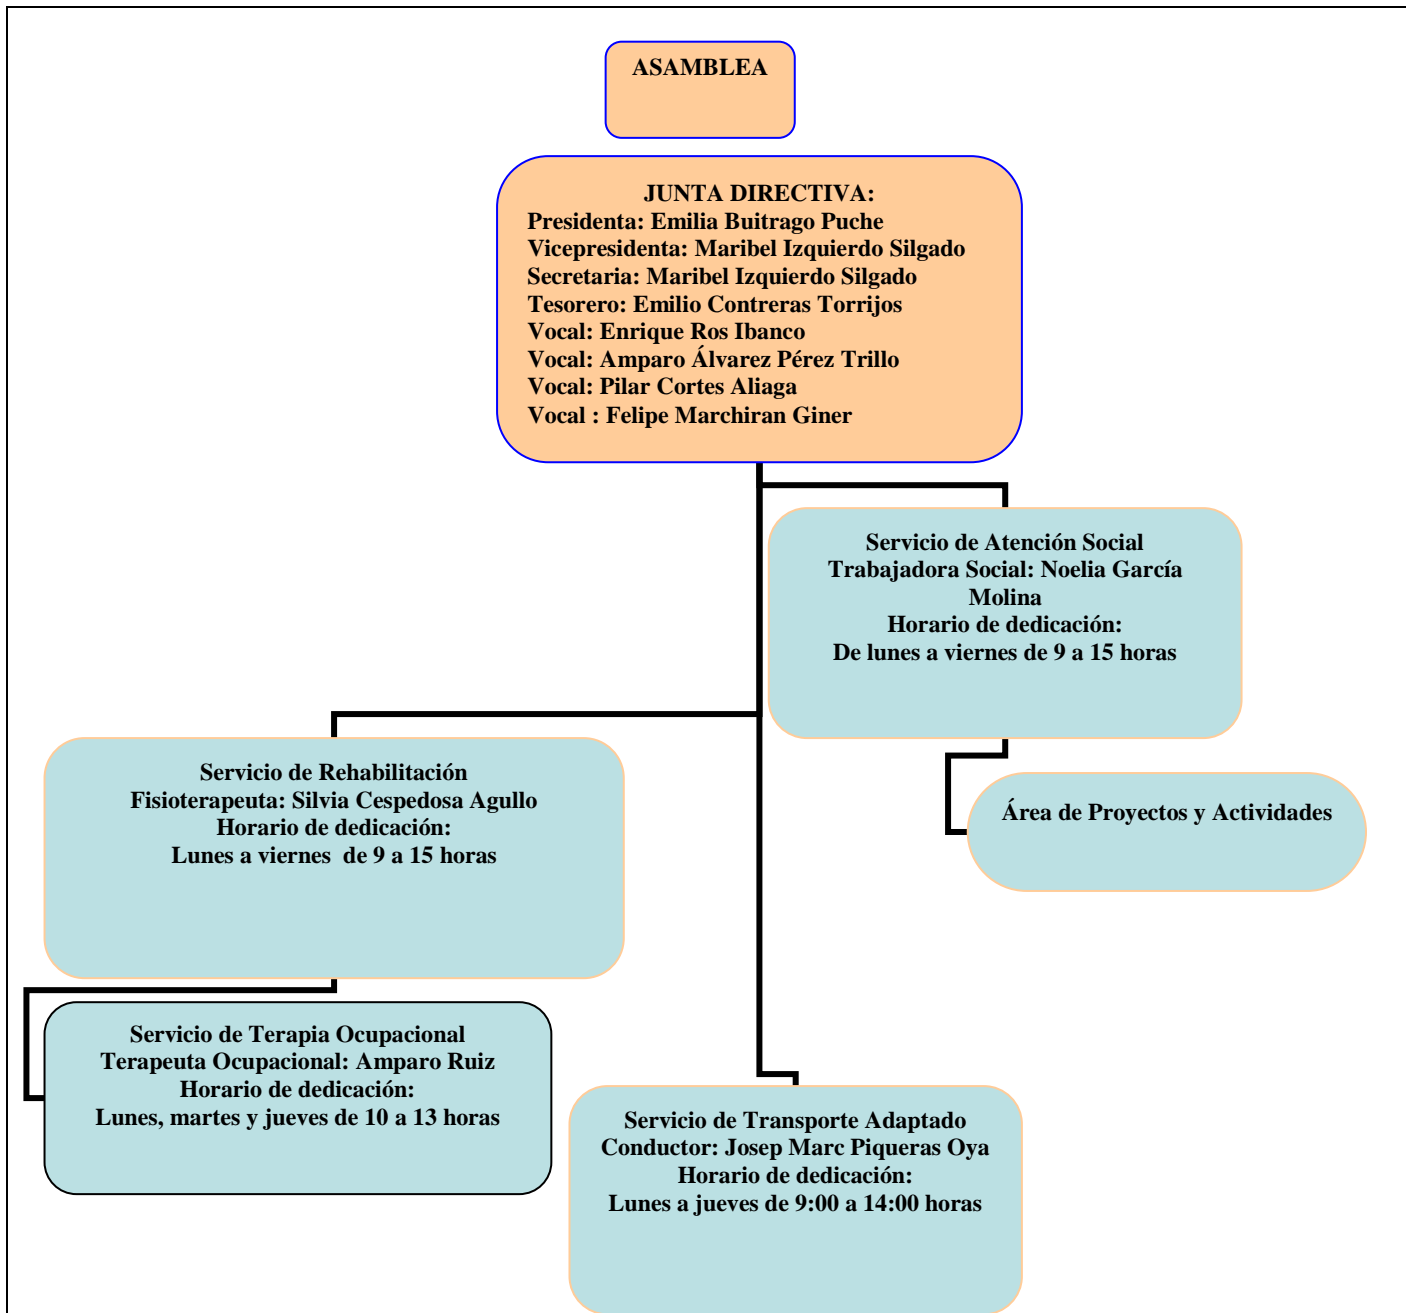 ASAMBLEA
JUNTA DIRECTIVA:
Presidenta: Emilia Buitrago Puche
Vicepresidenta: Maribel Izquierdo Silgado
Secretaria: Maribel Izquierdo Silgado
Tesorero: Emilio Contreras Torrijos
Vocal: Enrique Ros Ibanco
Vocal: Amparo Álvarez Pérez Trillo
Vocal: Pilar Cortes Aliaga
Vocal : Felipe Marchiran Giner
Servicio de Atención Social
Trabajadora Social: Noelia García
Molina
Horario de dedicación:
De lunes a viernes de 9 a 15 horas
Servicio de Rehabilitación
Fisioterapeuta: Silvia Cespedosa Agullo
Horario de dedicación:
Lunes a viernes  de 9 a 15 horas
Área de Proyectos y Actividades
Servicio de Terapia Ocupacional
Terapeuta Ocupacional: Amparo Ruiz
Horario de dedicación:
Lunes, martes y jueves de 10 a 13 horas
Servicio de Transporte Adaptado
Conductor: Josep Marc Piqueras Oya
Horario de dedicación:
Lunes a jueves de 9:00 a 14:00 horas